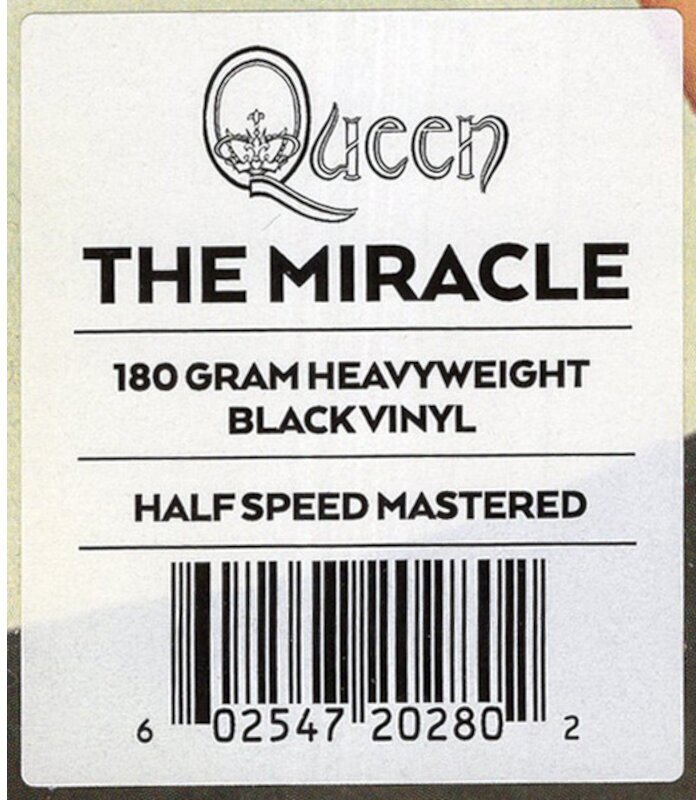 Queen
THE MIRACLE
180 GRAM HEAVYWEIGHT
BLACK VINYL
HALF SPEED MASTERED
6 02547 20280 2